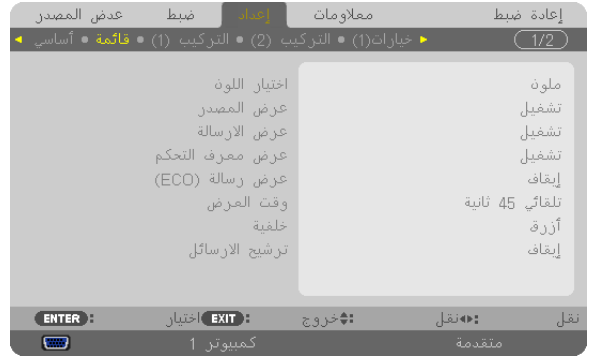 عدض المصدر ضبط إعداد معلاومات إعادة ضبط
◄ أساسي ● قائمة ● التركيب (1) ● التركيب (2) ● خيارات(1) ► 1/2
اختيار اللون ملون
عرض المصدر تشغيل
عرض الارسالة تشغيل
عرض معرف التحكم تشغيل
عرض رسالة (ECO) إيقاف
وقت العرض تلقائي 45 ثانية
خلفية أزرق
ترشيح الارسائل إيقاف
ENTER: اختيار EXIT: خروج :نقل :نقل
كمبيوتر 1 متقدمة